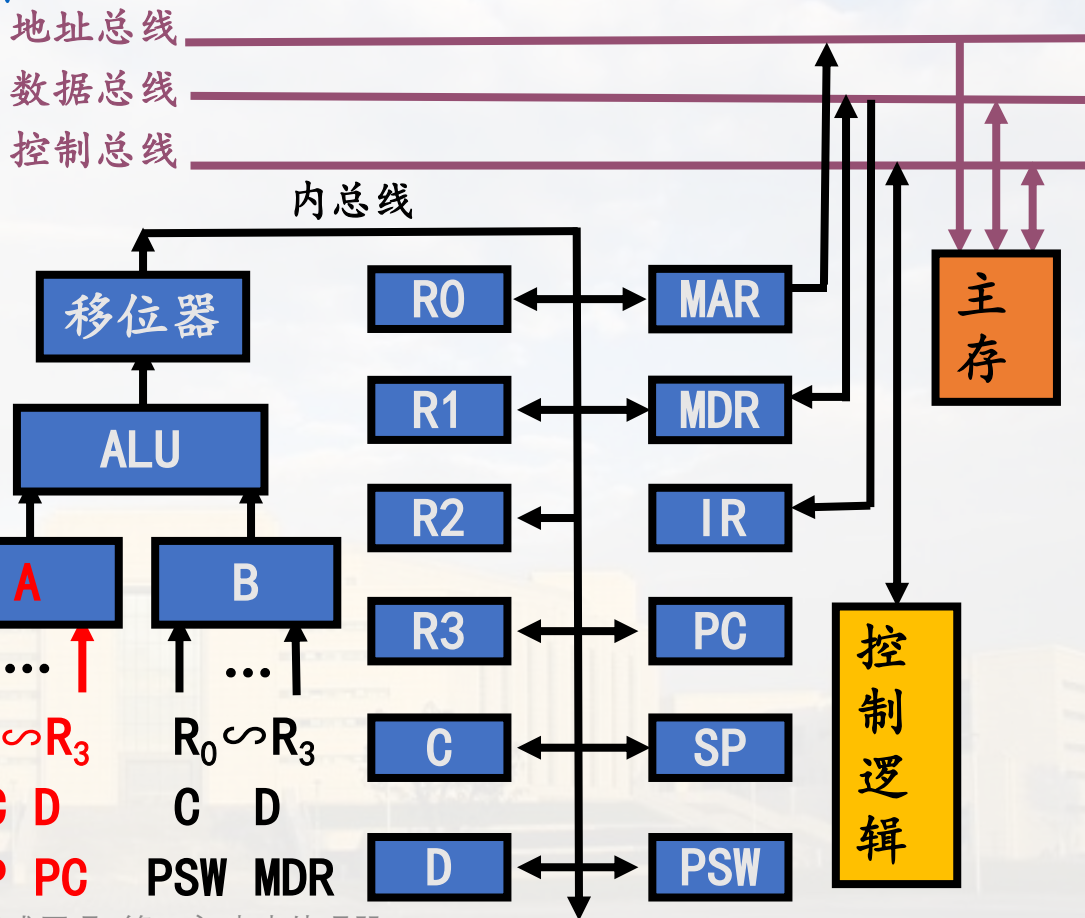 地址总线
数据总线
控制总线
内总线
移位器
R0
MAR
主存
ALU
R1
MDR
R2
IR
A
B
R3
PC
控制逻辑
… …
∽R₃
R₀∽R₃
C
SP
D
C D
PC
PSW MDR
D
PSW